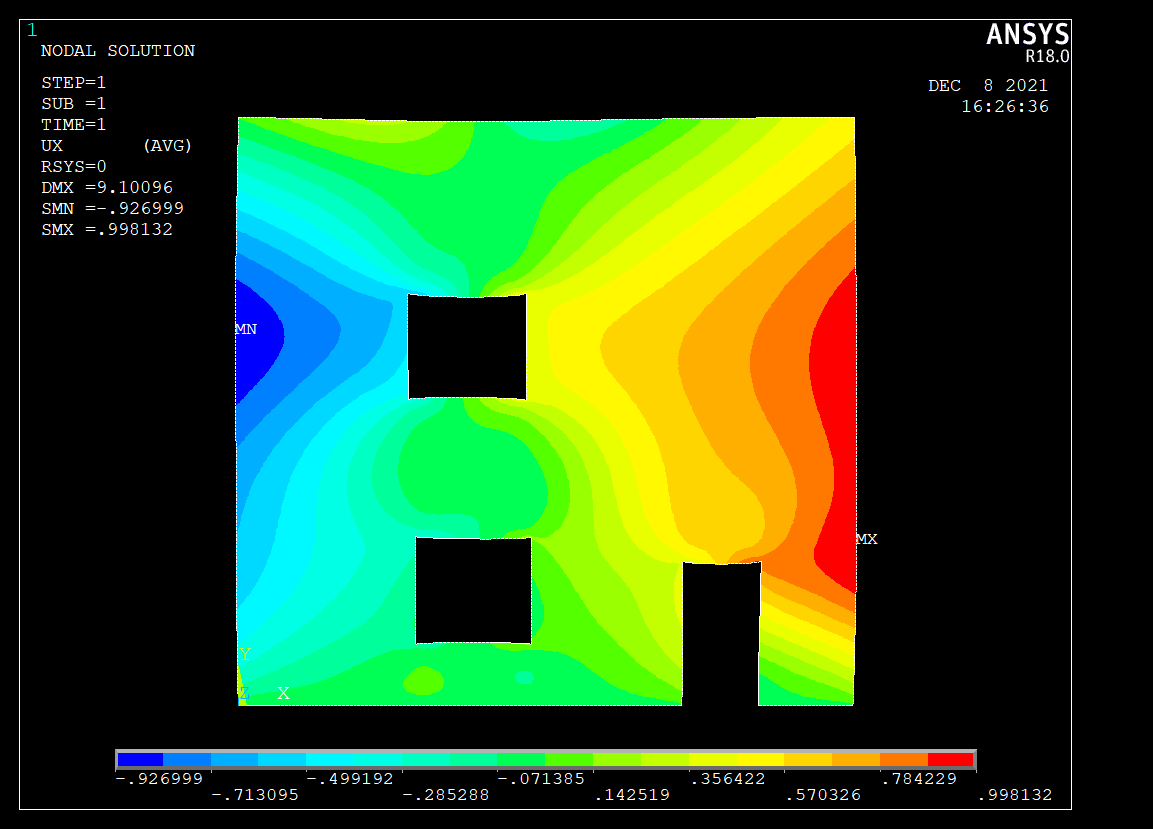 1
ANSYS
R18.0
NODAL SOLUTION
STEP=1
SUB =1
TIME=1
UX (AVG)
RSYS=0
DMX =9.10096
SMN =-.926999
SMX =.998132
DEC 8 2021
16:26:36
MN
MX
Y
Z X
-.926999 -.499192 -.071385 .356422 .784229
-.713095 -.285288 .142519 .570326 .998132